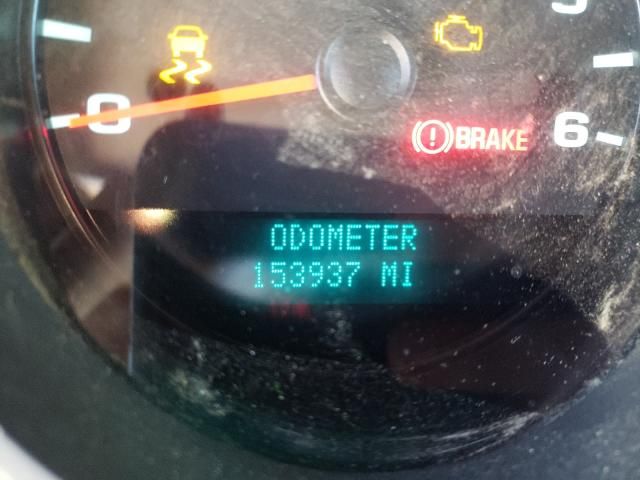 0
BRAKE
6
ODOMETER
153937 MI